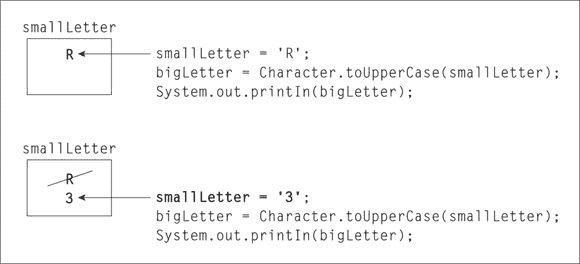 smallLetter
R
smallLetter = 'R';
bigLetter = Character.toUpperCase(smallLetter);
System.out.printIn(bigLetter);
smallLetter
R
3
smallLetter = '3';
bigLetter = Character.toUpperCase(smallLetter);
System.out.printIn(bigLetter);